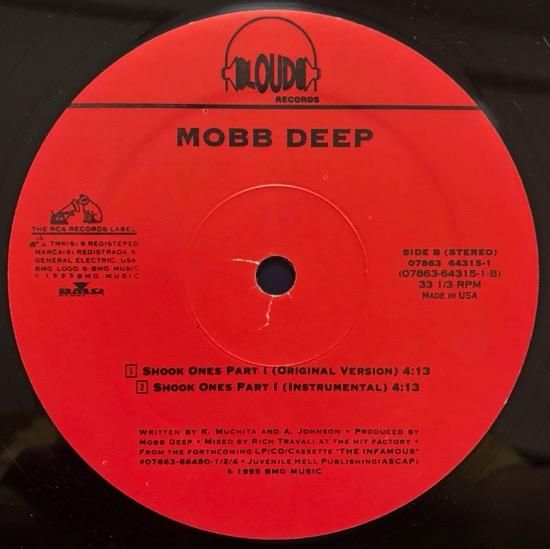 LOUD
RECORDS
MOBB DEEP
THE RCA RECORDS LABEL
TMK(S) ® REGISTERED
MARCA(S) REGISTRADA S
GENERAL ELECTRIC, USA
BMG LOGO ® BMG MUSIC
© 1995 BMG MUSIC
BMG
SIDE B (STEREO)
07863 64315-1
(07863-64315-1-B)
33 1/3 RPM
MADE IN USA
1 SHOOK ONES PART I (ORIGINAL VERSION) 4:13
2 SHOOK ONES PART I (INSTRUMENTAL) 4:13
WRITTEN BY K. MUCHITA AND A. JOHNSON • PRODUCED BY
MOBB DEEP • MIXED BY RICH TRAVALI AT THE HIT FACTORY •
FROM THE FORTHCOMING LP/CD/CASSETTE "THE INFAMOUS"
#07863-66480-1/2/4 • JUVENILE HELL PUBLISHING(ASCAP)
℗ 1995 BMG MUSIC